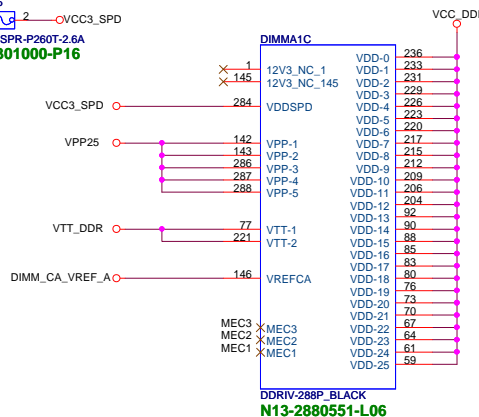 2
VCC3_SPD
SPR-P260T-2.6A
301000-P16
VCC_DD
DIMMA1C
1 12V3_NC_1
145 12V3_NC_145
VCC3_SPD 284 VDDSPD
VPP25 142 VPP-1
143 VPP-2
286 VPP-3
287 VPP-4
288 VPP-5
VTT_DDR 77 VTT-1
221 VTT-2
DIMM_CA_VREF_A 146 VREFCA
MEC3 MEC3
MEC2 MEC2
MEC1 MEC1
VDD-0 236
VDD-1 233
VDD-2 231
VDD-3 229
VDD-4 226
VDD-5 223
VDD-6 220
VDD-7 217
VDD-8 215
VDD-9 212
VDD-10 209
VDD-11 206
VDD-12 204
VDD-13 92
VDD-14 90
VDD-15 88
VDD-16 85
VDD-17 83
VDD-18 80
VDD-19 76
VDD-20 73
VDD-21 70
VDD-22 67
VDD-23 64
VDD-24 61
VDD-25 59
DDRIV-288P_BLACK
N13-2880551-L06